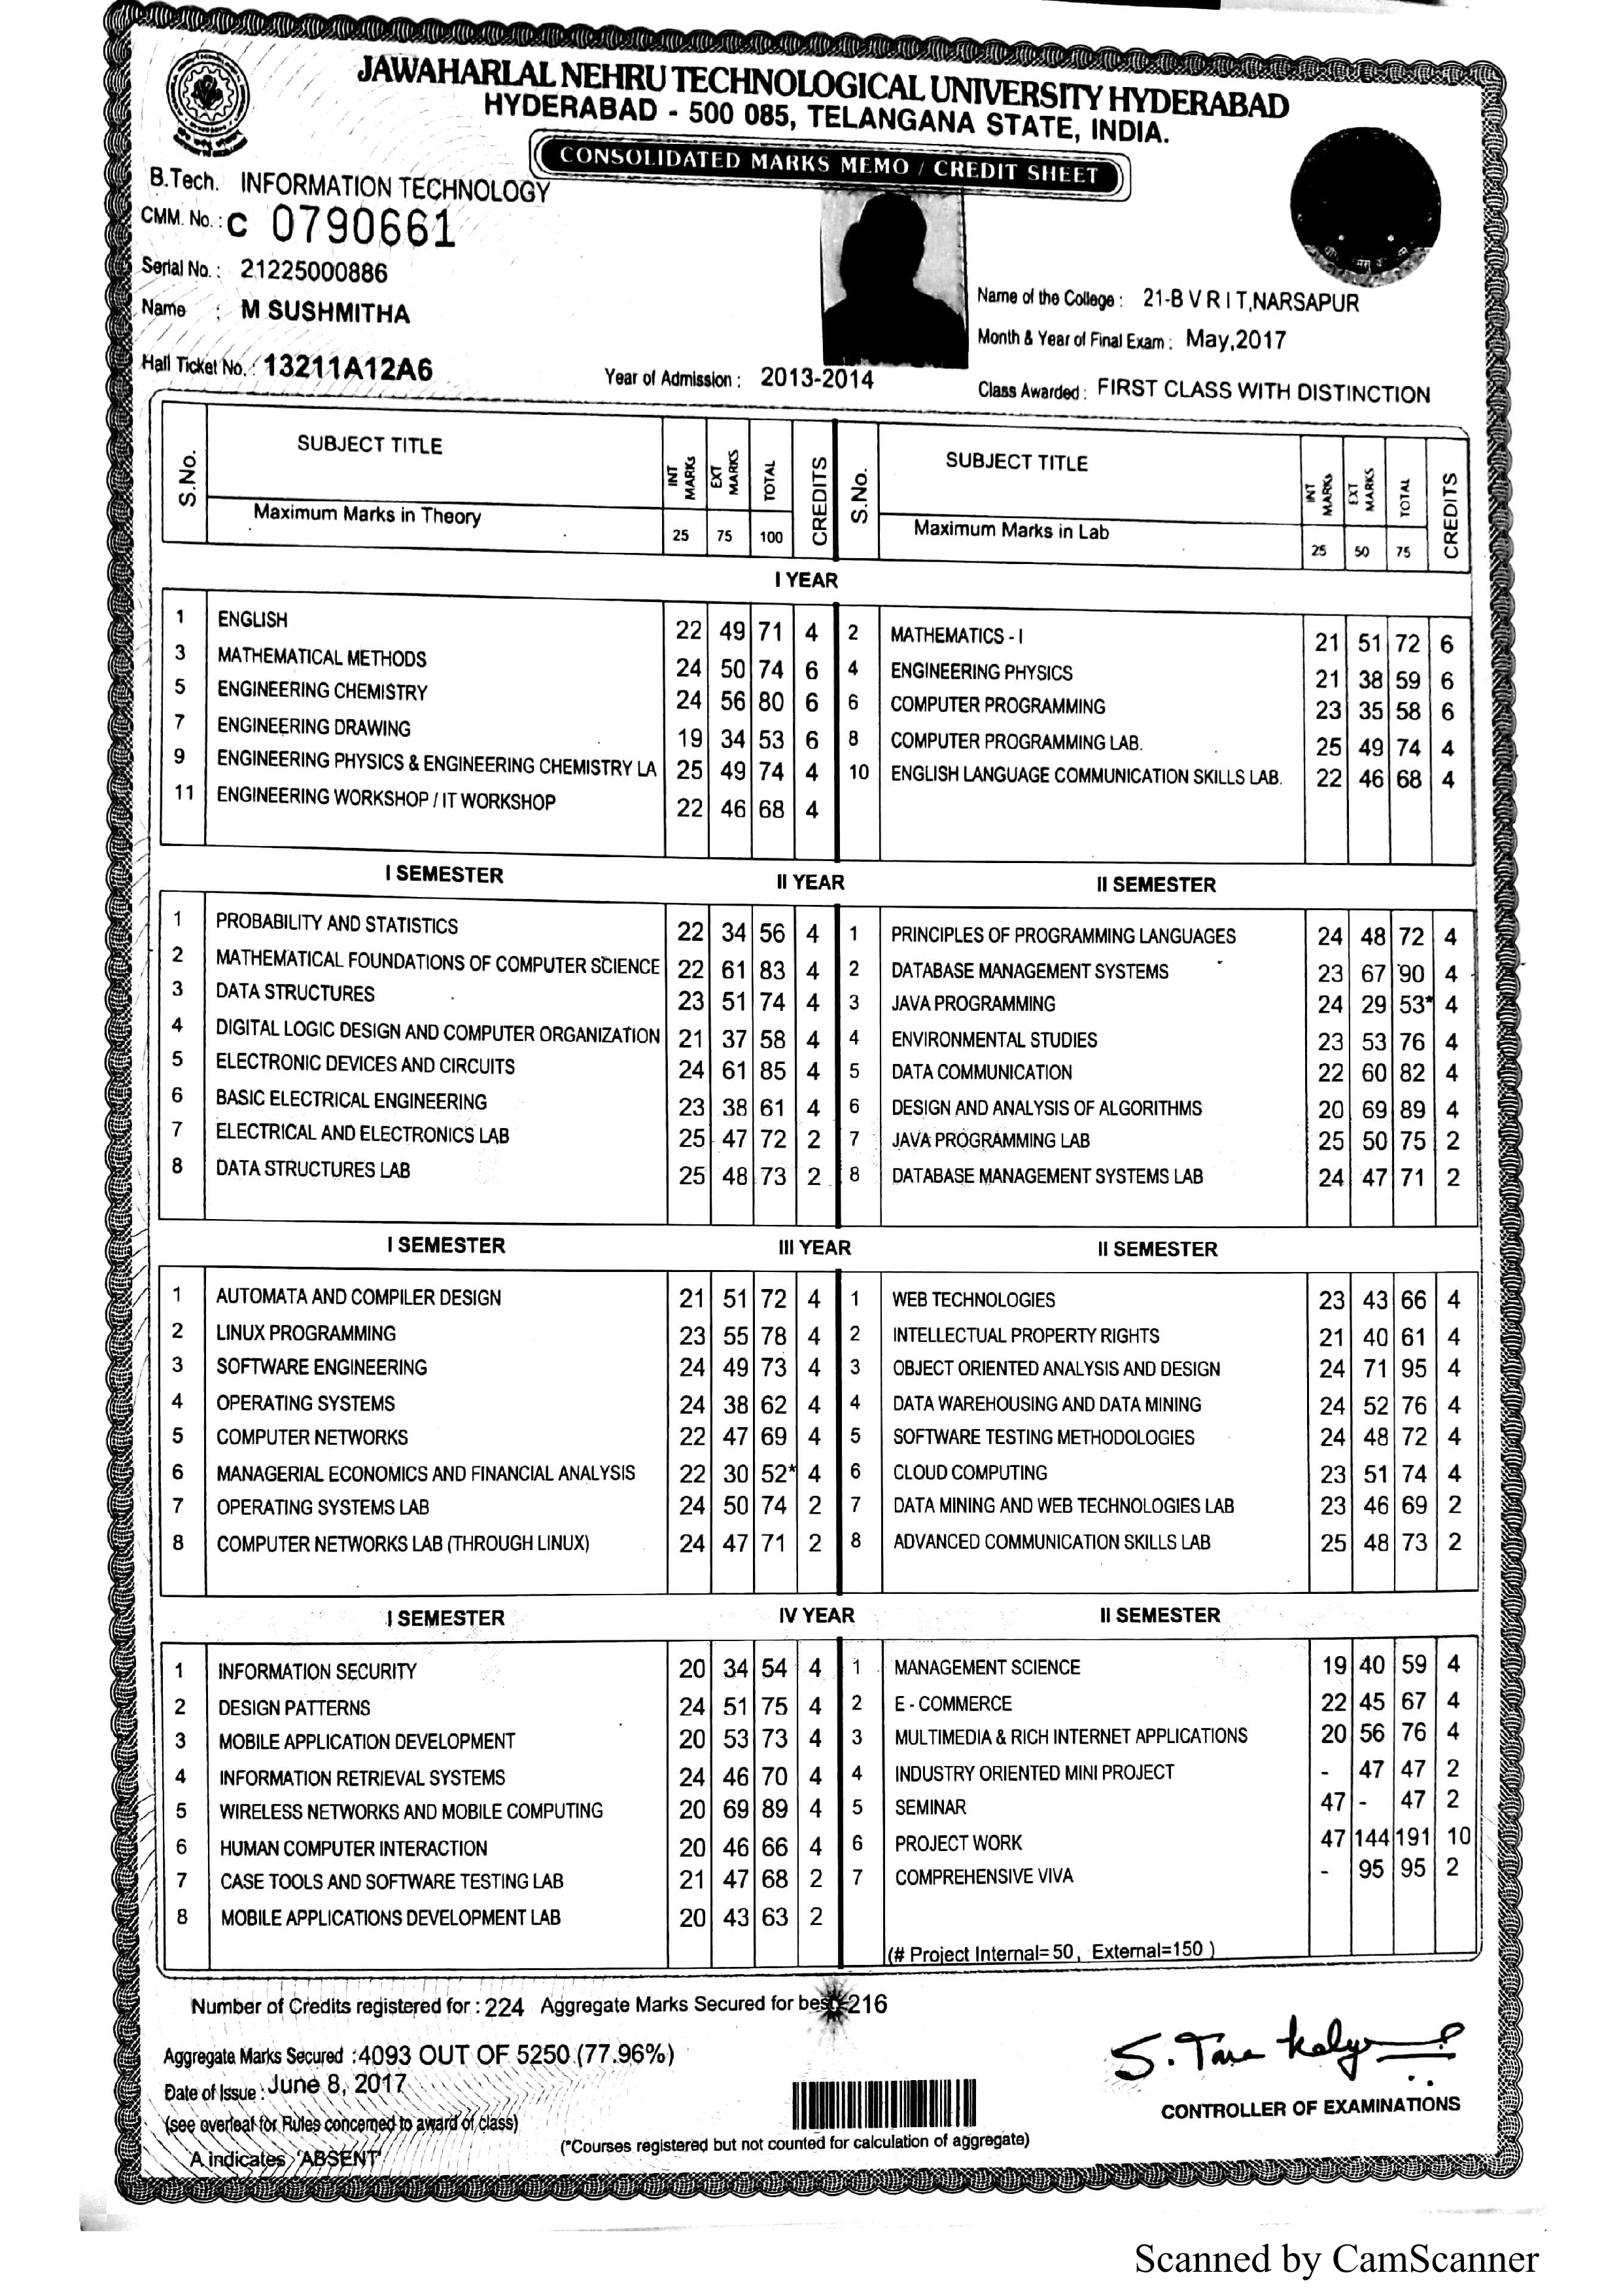 JAWAHARLAL NEHRU TECHNOLOGICAL UNIVERSITY HYDERABAD
HYDERABAD - 500 085, TELANGANA STATE, INDIA.
CONSOLIDATED MARKS MEMO / CREDIT SHEET
B.Tech. INFORMATION TECHNOLOGY
CMM. No. : C 0790661
Serial No. : 21225000886
Name : M SUSHMITHA
Hall Ticket No. : 13211A12A6
Year of Admission : 2013-2014
Name of the College : 21-B V R I T,NARSAPUR
Month & Year of Final Exam : May,2017
Class Awarded : FIRST CLASS WITH DISTINCTION
S.No. SUBJECT TITLE INT MARKS EXT MARKS TOTAL CREDITS S.No. SUBJECT TITLE INT MARKS EXT MARKS TOTAL CREDITS
Maximum Marks in Theory 25 75 100 Maximum Marks in Lab 25 50 75
I YEAR
1 ENGLISH 22 49 71 4 2 MATHEMATICS - I 21 51 72 6
3 MATHEMATICAL METHODS 24 50 74 6 4 ENGINEERING PHYSICS 21 38 59 6
5 ENGINEERING CHEMISTRY 24 56 80 6 6 COMPUTER PROGRAMMING 23 35 58 6
7 ENGINEERING DRAWING 19 34 53 6 8 COMPUTER PROGRAMMING LAB. 25 49 74 4
9 ENGINEERING PHYSICS & ENGINEERING CHEMISTRY LA 25 49 74 4 10 ENGLISH LANGUAGE COMMUNICATION SKILLS LAB. 22 46 68 4
11 ENGINEERING WORKSHOP / IT WORKSHOP 22 46 68 4
I SEMESTER II YEAR II SEMESTER
1 PROBABILITY AND STATISTICS 22 34 56 4 1 PRINCIPLES OF PROGRAMMING LANGUAGES 24 48 72 4
2 MATHEMATICAL FOUNDATIONS OF COMPUTER SCIENCE 22 61 83 4 2 DATABASE MANAGEMENT SYSTEMS 23 67 90 4
3 DATA STRUCTURES 23 51 74 4 3 JAVA PROGRAMMING 24 29 53* 4
4 DIGITAL LOGIC DESIGN AND COMPUTER ORGANIZATION 21 37 58 4 4 ENVIRONMENTAL STUDIES 23 53 76 4
5 ELECTRONIC DEVICES AND CIRCUITS 24 61 85 4 5 DATA COMMUNICATION 22 60 82 4
6 BASIC ELECTRICAL ENGINEERING 23 38 61 4 6 DESIGN AND ANALYSIS OF ALGORITHMS 20 69 89 4
7 ELECTRICAL AND ELECTRONICS LAB 25 47 72 2 7 JAVA PROGRAMMING LAB 25 50 75 2
8 DATA STRUCTURES LAB 25 48 73 2 8 DATABASE MANAGEMENT SYSTEMS LAB 24 47 71 2
I SEMESTER III YEAR II SEMESTER
1 AUTOMATA AND COMPILER DESIGN 21 51 72 4 1 WEB TECHNOLOGIES 23 43 66 4
2 LINUX PROGRAMMING 23 55 78 4 2 INTELLECTUAL PROPERTY RIGHTS 21 40 61 4
3 SOFTWARE ENGINEERING 24 49 73 4 3 OBJECT ORIENTED ANALYSIS AND DESIGN 24 71 95 4
4 OPERATING SYSTEMS 24 38 62 4 4 DATA WAREHOUSING AND DATA MINING 24 52 76 4
5 COMPUTER NETWORKS 22 47 69 4 5 SOFTWARE TESTING METHODOLOGIES 24 48 72 4
6 MANAGERIAL ECONOMICS AND FINANCIAL ANALYSIS 22 30 52* 4 6 CLOUD COMPUTING 23 51 74 4
7 OPERATING SYSTEMS LAB 24 50 74 2 7 DATA MINING AND WEB TECHNOLOGIES LAB 23 46 69 2
8 COMPUTER NETWORKS LAB (THROUGH LINUX) 24 47 71 2 8 ADVANCED COMMUNICATION SKILLS LAB 25 48 73 2
I SEMESTER IV YEAR II SEMESTER
1 INFORMATION SECURITY 20 34 54 4 1 MANAGEMENT SCIENCE 19 40 59 4
2 DESIGN PATTERNS 24 51 75 4 2 E - COMMERCE 22 45 67 4
3 MOBILE APPLICATION DEVELOPMENT 20 53 73 4 3 MULTIMEDIA & RICH INTERNET APPLICATIONS 20 56 76 4
4 INFORMATION RETRIEVAL SYSTEMS 24 46 70 4 4 INDUSTRY ORIENTED MINI PROJECT - 47 47 2
5 WIRELESS NETWORKS AND MOBILE COMPUTING 20 69 89 4 5 SEMINAR 47 - 47 2
6 HUMAN COMPUTER INTERACTION 20 46 66 4 6 PROJECT WORK 47 144 191 10
7 CASE TOOLS AND SOFTWARE TESTING LAB 21 47 68 2 7 COMPREHENSIVE VIVA - 95 95 2
8 MOBILE APPLICATIONS DEVELOPMENT LAB 20 43 63 2
(# Project Internal= 50, External=150 )
Number of Credits registered for : 224 Aggregate Marks Secured for best 216
Aggregate Marks Secured :4093 OUT OF 5250 (77.96%)
Date of Issue : June 8, 2017
(see overleaf for Rules concerned to award of class)
A indicates 'ABSENT'
(*Courses registered but not counted for calculation of aggregate)
CONTROLLER OF EXAMINATIONS
Scanned by CamScanner